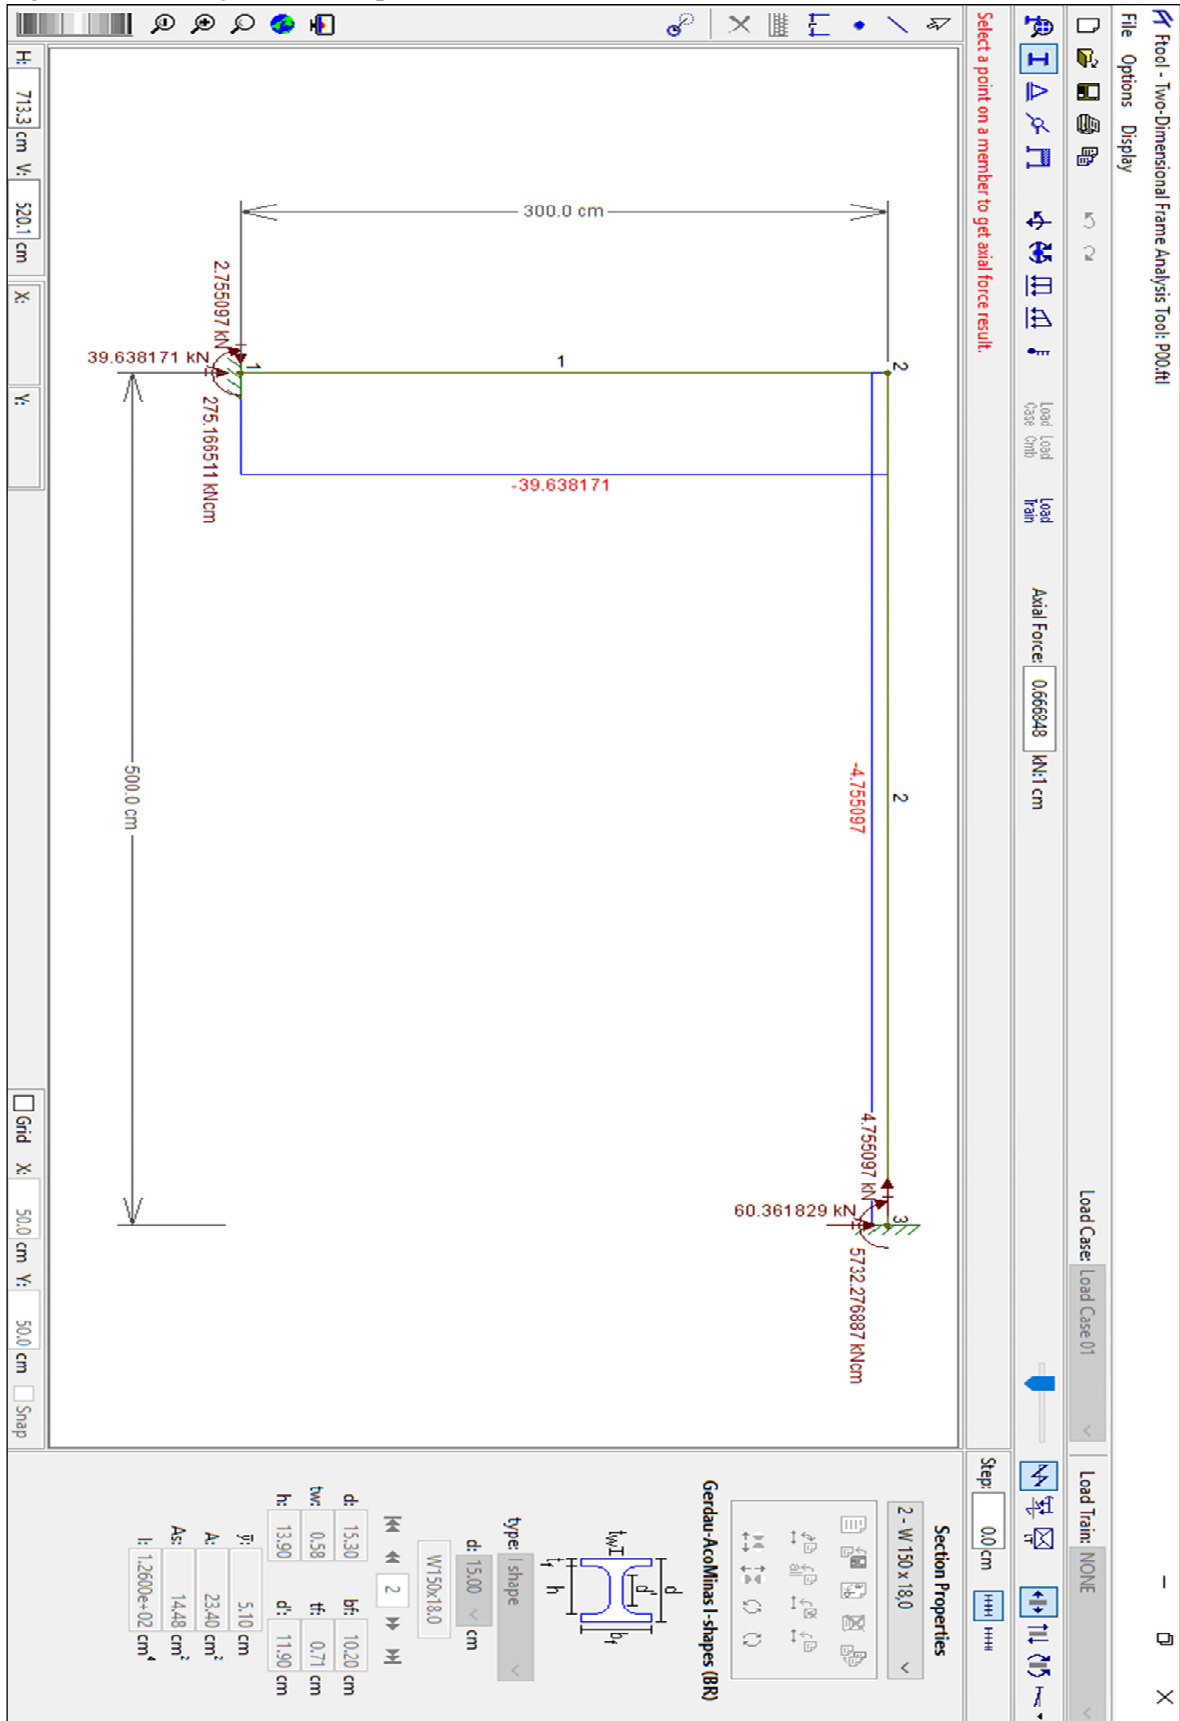 Ftool - Two-Dimensional Frame Analysis Tool: P00.ftl
File Options Display
Load Case: Load Case 01
Load Train: NONE
Load Case
Load Cmb
Load Train
Axial Force: 0.666848 kN:1 cm
Select a point on a member to get axial force result.
Step: 0.0 cm
2
2
3
4.755097 kN
-4.755097
60.361829 kN
5732.276887 kNcm
300.0 cm
1
-39.638171
2.755097 kN
1
39.638171 kN
275.166511 kNcm
500.0 cm
Section Properties
2 - W 150 x 18,0
all
Gerdau-AcoMinas I-shapes (BR)
d
d'
tw
h
bf
tf
type: I shape
d: 15.00 cm
W150x18.0
2
d: 15.30 bf: 10.20 cm
tw: 0.58 tf: 0.71 cm
h: 13.90 d': 11.90 cm
y: 5.10 cm
A: 23.40 cm²
As: 14.48 cm²
I: 1.2600e+02 cm⁴
H: 713.3 cm V: 520.1 cm X: Y:
Grid X: 50.0 cm Y: 50.0 cm Snap